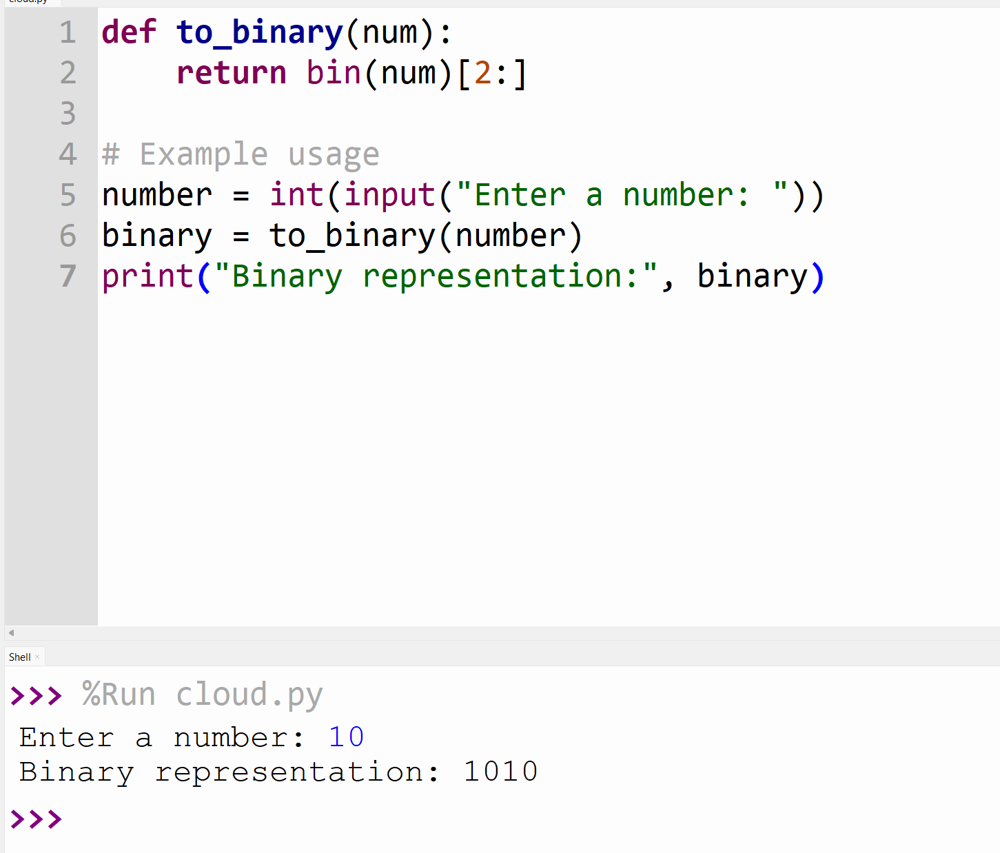 cloud.py
1 def to_binary(num):
2     return bin(num)[2:]
3
4 # Example usage
5 number = int(input("Enter a number: "))
6 binary = to_binary(number)
7 print("Binary representation:", binary)
Shell ×
>>> %Run cloud.py
Enter a number: 10
Binary representation: 1010
>>>